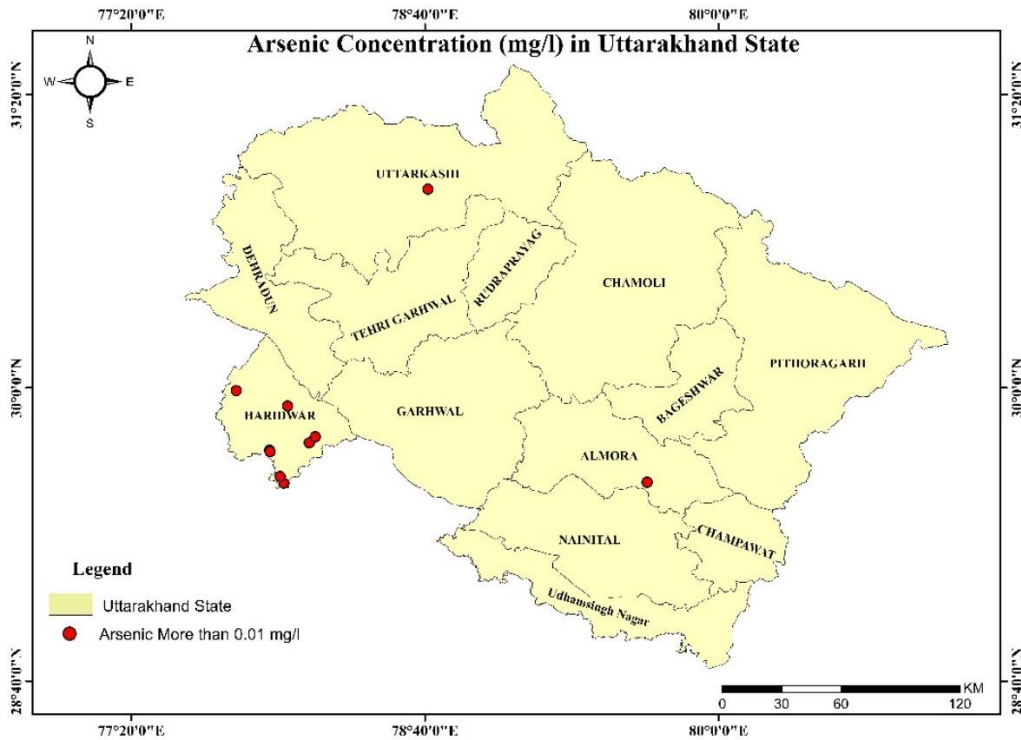 77°20'0"E 78°40'0"E 80°0'0"E
Arsenic Concentration (mg/l) in Uttarakhand State
N
W E
S
31°20'0"N 31°20'0"N
UTTARKASHI
DEHRADUN
RUDRAPRAYAG
CHAMOLI
TEHRI GARHWAL
PITHORAGARH
30°0'0"N 30°0'0"N
BAGESHWAR
HARIDWAR
GARHWAL
ALMORA
NAINITAL
CHAMPAWAT
Legend
Udhamsingh Nagar
Uttarakhand State
Arsenic More than 0.01 mg/l
28°40'0"N 28°40'0"N
KM
0 30 60 120
77°20'0"E 78°40'0"E 80°0'0"E